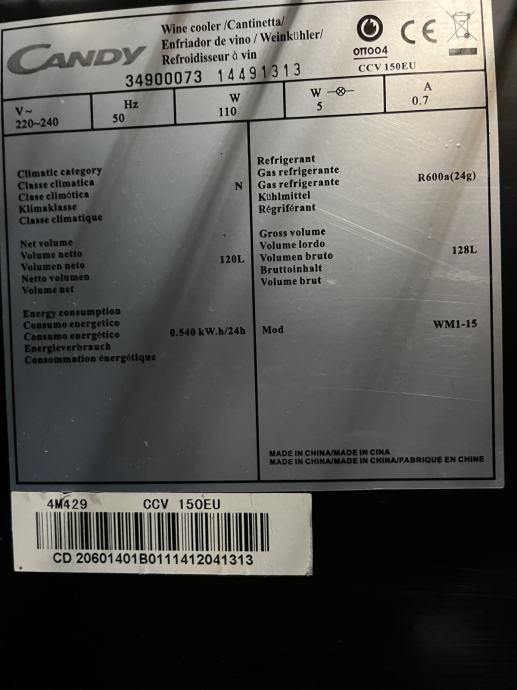 CANDY
Wine cooler /Cantinetta/
Enfriador de vino / Weinkühler/
Refroidisseur à vin
34900073 14491313
OTTO04
CE
CCV 150EU
V~
220~240
Hz
50
W
110
W
5
A
0.7
Climatic category
Classe climatica
Clase climática
Klimaklasse
Classe climatique
N
Net volume
Volume netto
Volumen neto
Netto volumen
Volume net
120L
Energy consumption
Consumo energetico
Consumo energético
Energieverbrauch
Consommation énergétique
0.540 kW.h/24h
Refrigerant
Gas refrigerante
Gas refrigerante
Kühlmittel
Régriférant
R600a(24g)
Gross volume
Volume lordo
Volumen bruto
Bruttoinhalt
Volume brut
128L
Mod
WM1-15
MADE IN CHINA/MADE IN CINA
MADE IN CHINA/MADE IN CHINA/FABRIQUE EN CHINE
4M429 CCV 150EU
CD 20601401B0111412041313